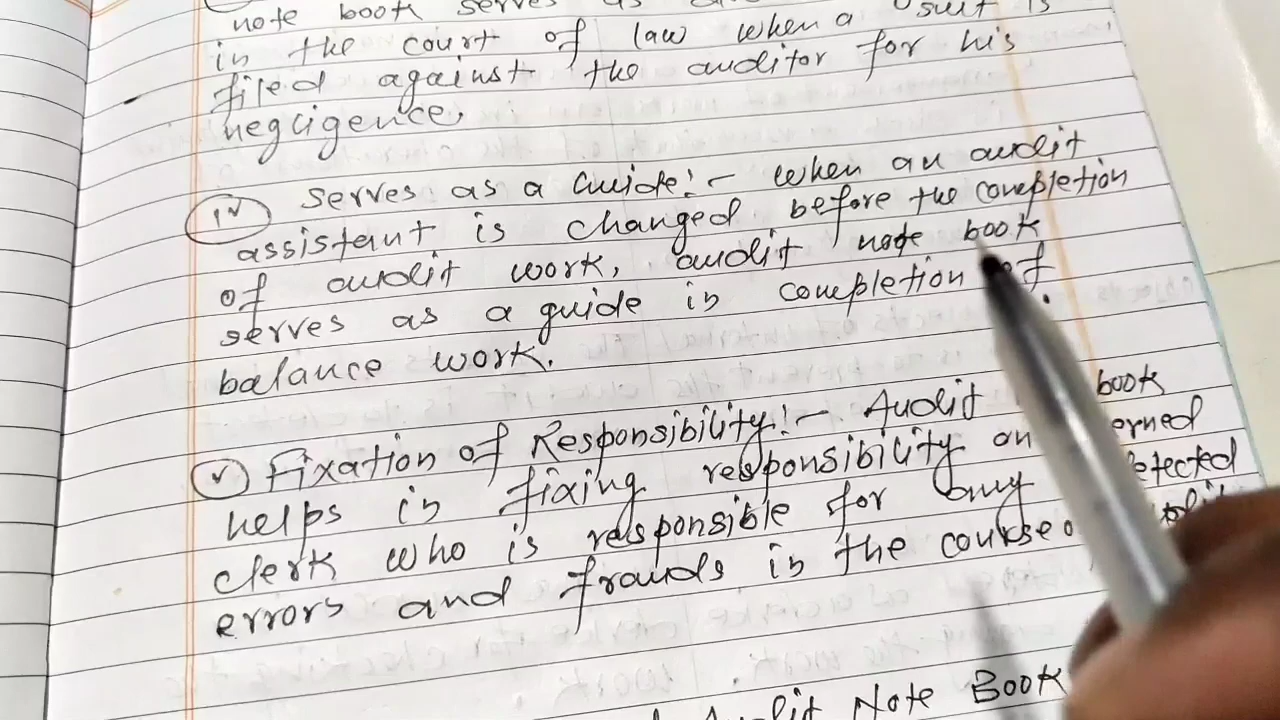 note book serves as
in the court of law when a suit is
filed against the auditor for his
negligence,
iv serves as a Guide:- when an audit
assistant is changed before the completion
of audit work, audit note book
serves as a guide in completion of
balance work.
v Fixation of Responsibility:- Audit book
helps in fixing responsibility on
clerk who is responsible for any
errors and frauds in the course
Audit Note Book